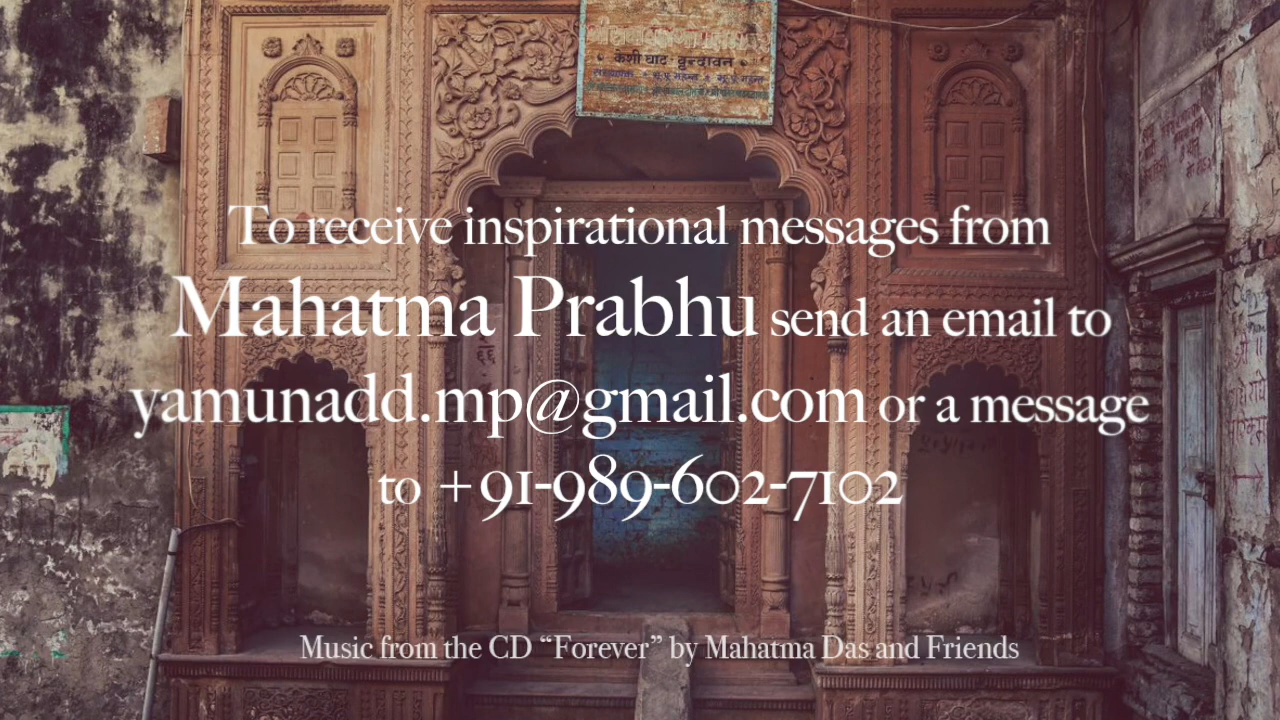 केशी घाट वृन्दावन
To receive inspirational messages from
Mahatma Prabhu send an email to
yamunadd.mp@gmail.com or a message
to +91-989-602-7102
Music from the CD “Forever” by Mahatma Das and Friends